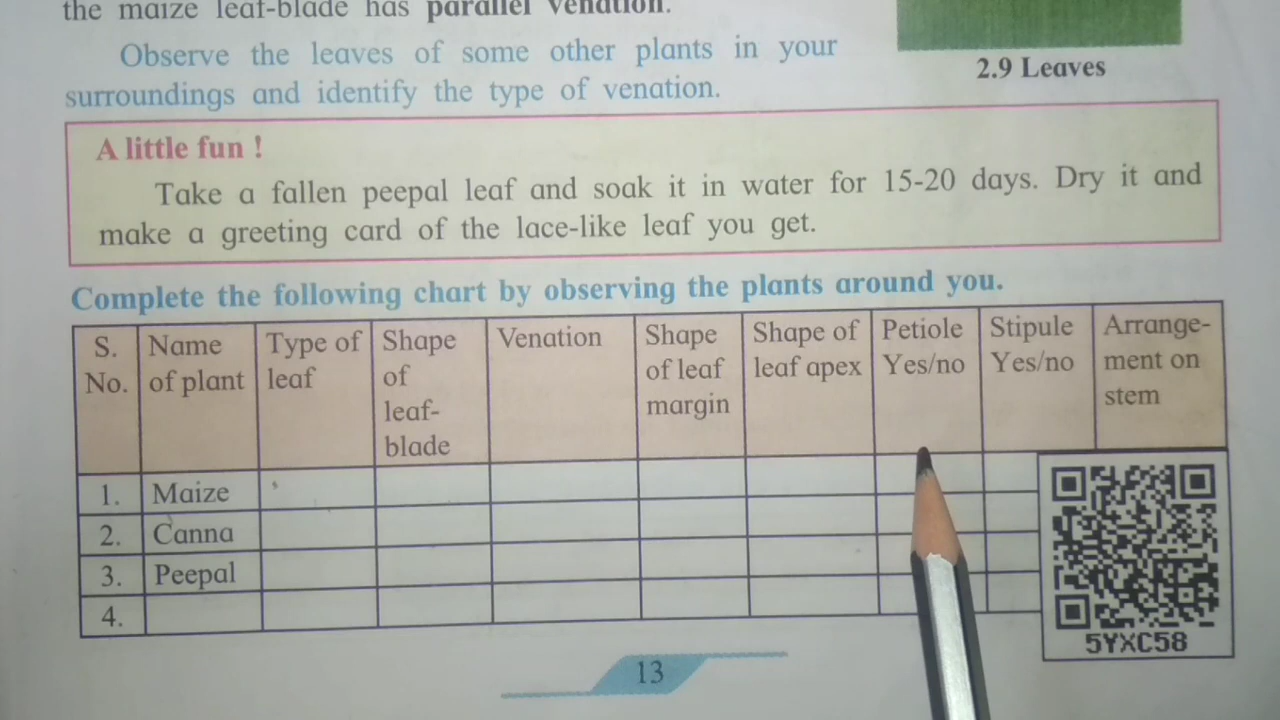 the maize leaf-blade has parallel venation.
Observe the leaves of some other plants in your
surroundings and identify the type of venation.
2.9 Leaves
A little fun !
Take a fallen peepal leaf and soak it in water for 15-20 days. Dry it and
make a greeting card of the lace-like leaf you get.
Complete the following chart by observing the plants around you.
S. No. Name of plant Type of leaf Shape of leaf-blade Venation Shape of leaf margin Shape of leaf apex Petiole Yes/no Stipule Yes/no Arrange-ment on stem
1. Maize
2. Canna
3. Peepal
4.
5YXC58
13